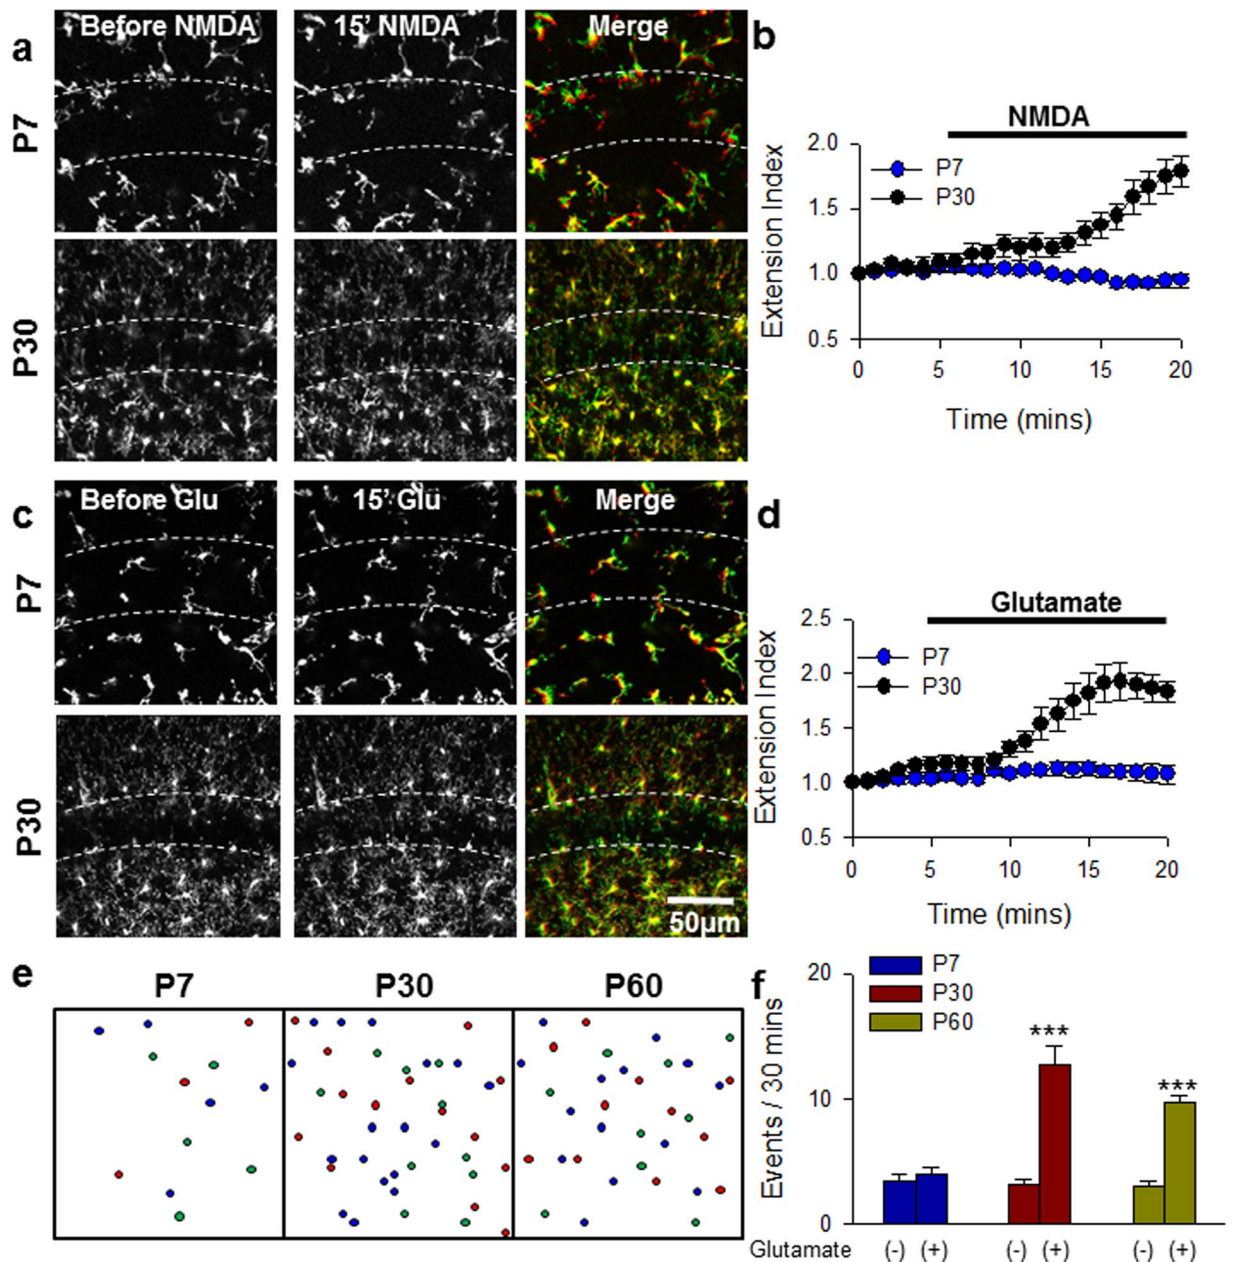 a
Before NMDA
15’ NMDA
Merge
P7
P30
b
NMDA
Extension Index
2.0
1.5
1.0
0.5
P7
P30
0 5 10 15 20
Time (mins)
c
Before Glu
15’ Glu
Merge
P7
P30
50μm
d
Glutamate
Extension Index
2.5
2.0
1.5
1.0
0.5
P7
P30
0 5 10 15 20
Time (mins)
e
P7 P30 P60
f
Events / 30 mins
20
10
0
P7
P30
P60
***
***
Glutamate (-) (+) (-) (+) (-) (+)